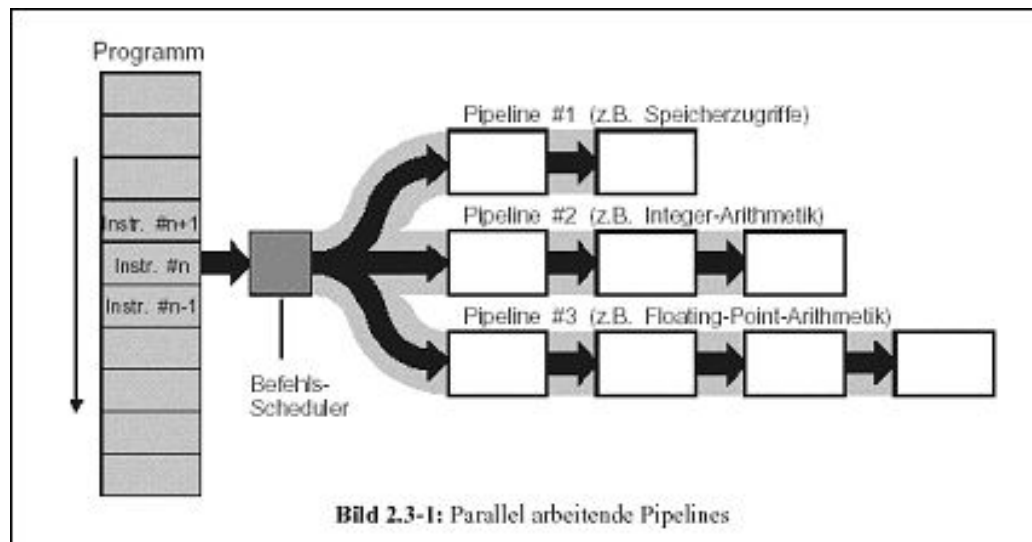 Programm
Pipeline #1 (z.B. Speicherzugriffe)
Instr. #n+1
Pipeline #2 (z.B. Integer-Arithmetik)
Instr. #n
Instr. #n-1
Pipeline #3 (z.B. Floating-Point-Arithmetik)
Befehls-
Scheduler
Bild 2.3-1: Parallel arbeitende Pipelines